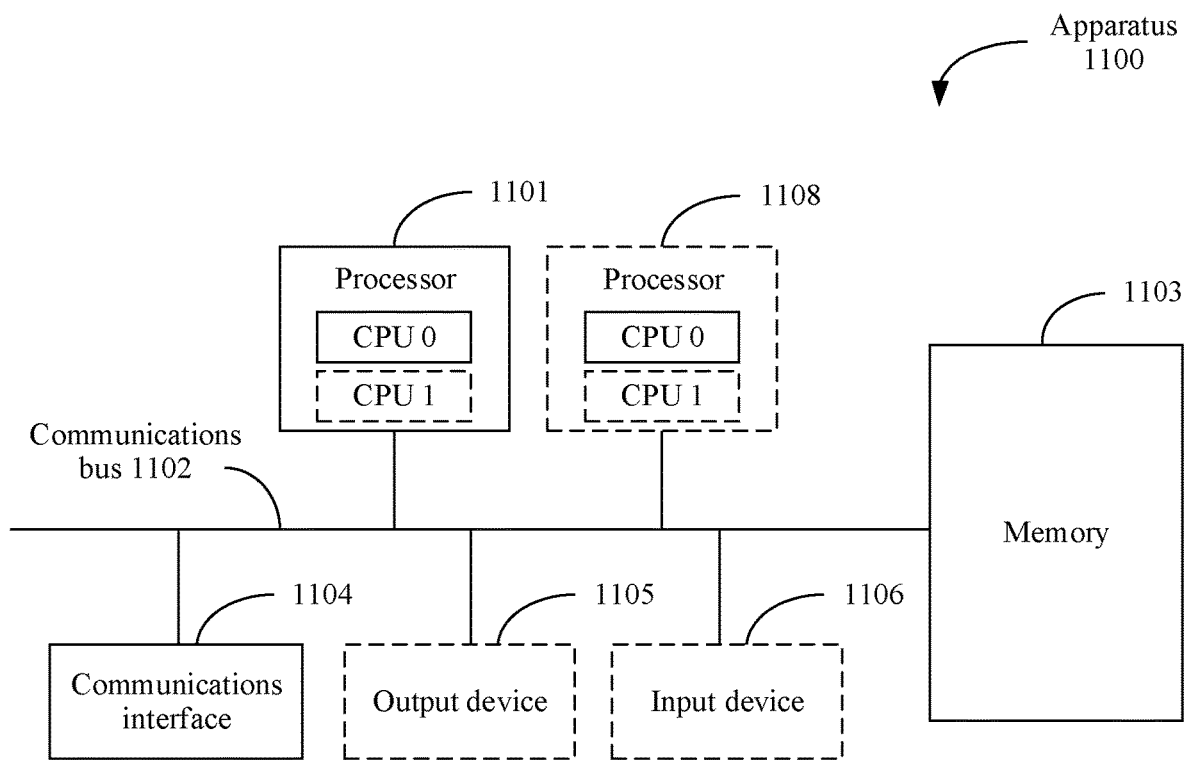 Apparatus
1100
1101
1108
Processor
CPU 0
CPU 1
Processor
CPU 0
CPU 1
1103
Communications
bus 1102
Memory
1104
1105
1106
Communications
interface
Output device
Input device